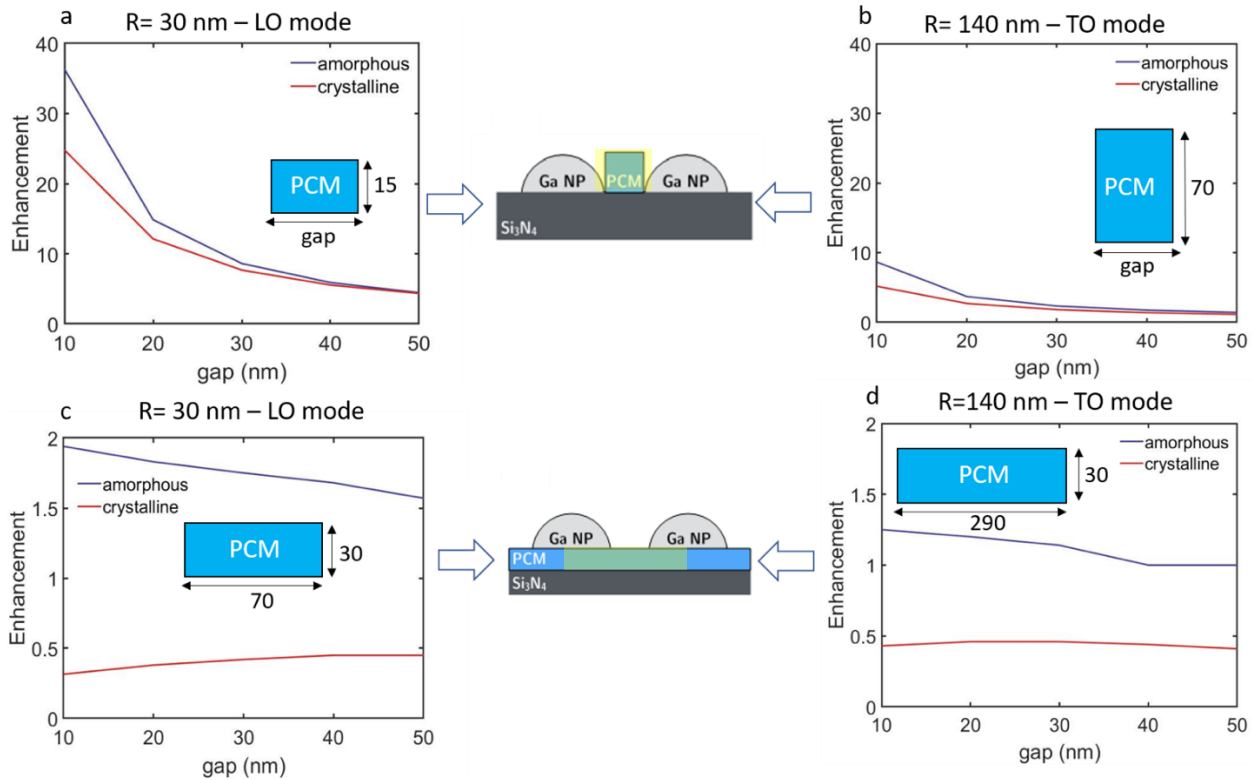 a
R= 30 nm – LO mode
40
30
20
10
0
Enhancement
amorphous
crystalline
PCM
15
gap
10
20
30
40
50
gap (nm)
Ga NP
PCM
Ga NP
Si₃N₄
b
R= 140 nm – TO mode
40
30
20
10
0
Enhancement
amorphous
crystalline
PCM
70
gap
10
20
30
40
50
gap (nm)
c
R= 30 nm – LO mode
2
1.5
1
0.5
0
Enhancement
amorphous
crystalline
PCM
30
70
10
20
30
40
50
gap (nm)
Ga NP
Ga NP
PCM
Si₃N₄
d
R=140 nm – TO mode
2
1.5
1
0.5
0
Enhancement
amorphous
crystalline
PCM
30
290
10
20
30
40
50
gap (nm)